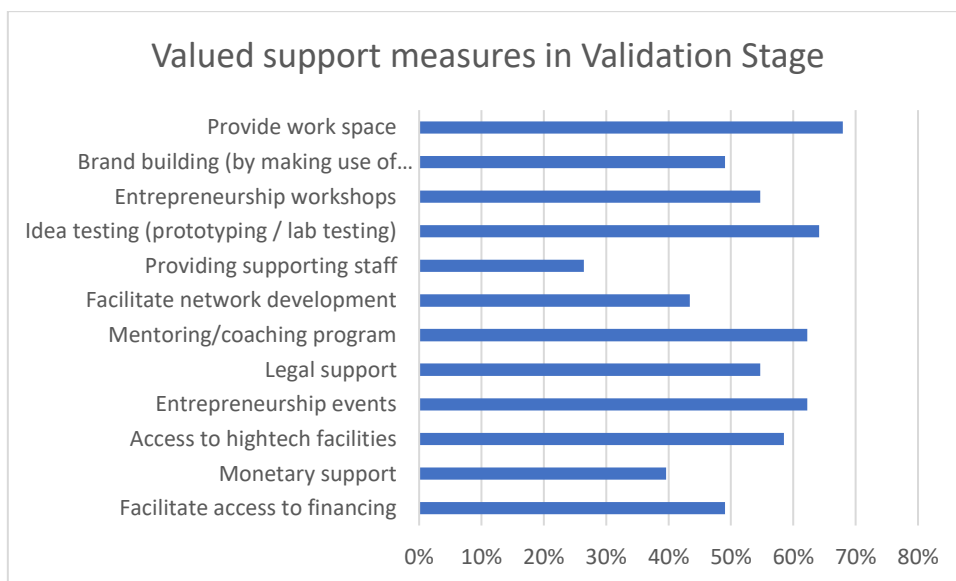 Valued support measures in Validation Stage
Provide work space
Brand building (by making use of...
Entrepreneurship workshops
Idea testing (prototyping / lab testing)
Providing supporting staff
Facilitate network development
Mentoring/coaching program
Legal support
Entrepreneurship events
Access to hightech facilities
Monetary support
Facilitate access to financing
0% 10% 20% 30% 40% 50% 60% 70% 80%